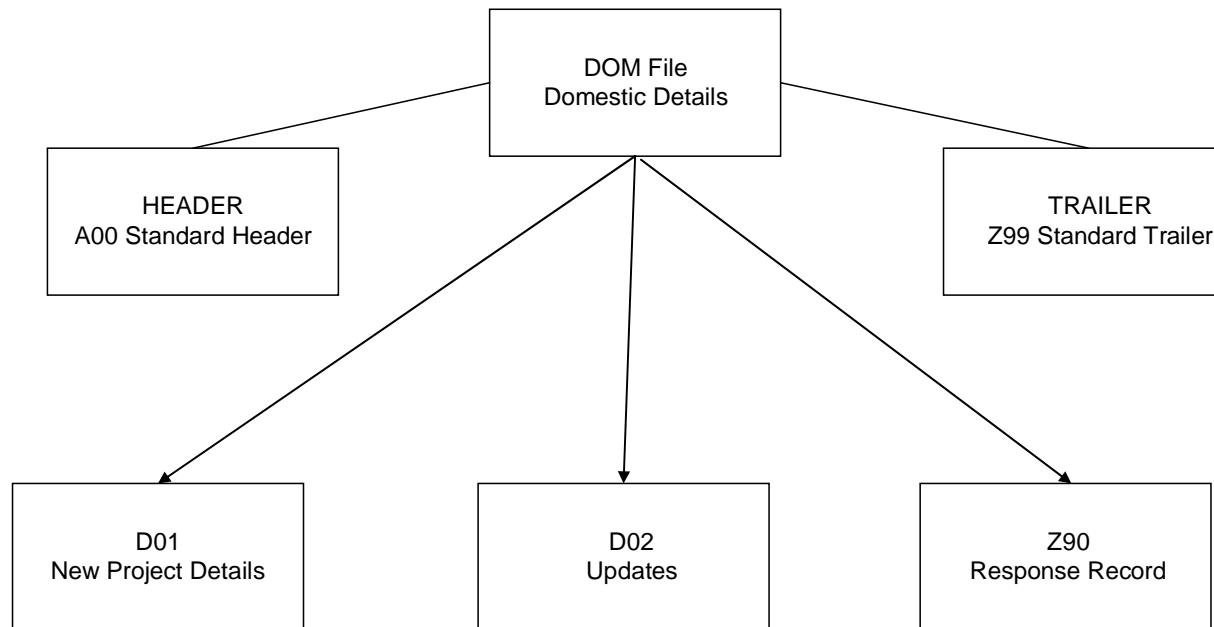 DOM File
Domestic Details
HEADER
A00 Standard Header
TRAILER
Z99 Standard Trailer
D01
New Project Details
D02
Updates
Z90
Response Record